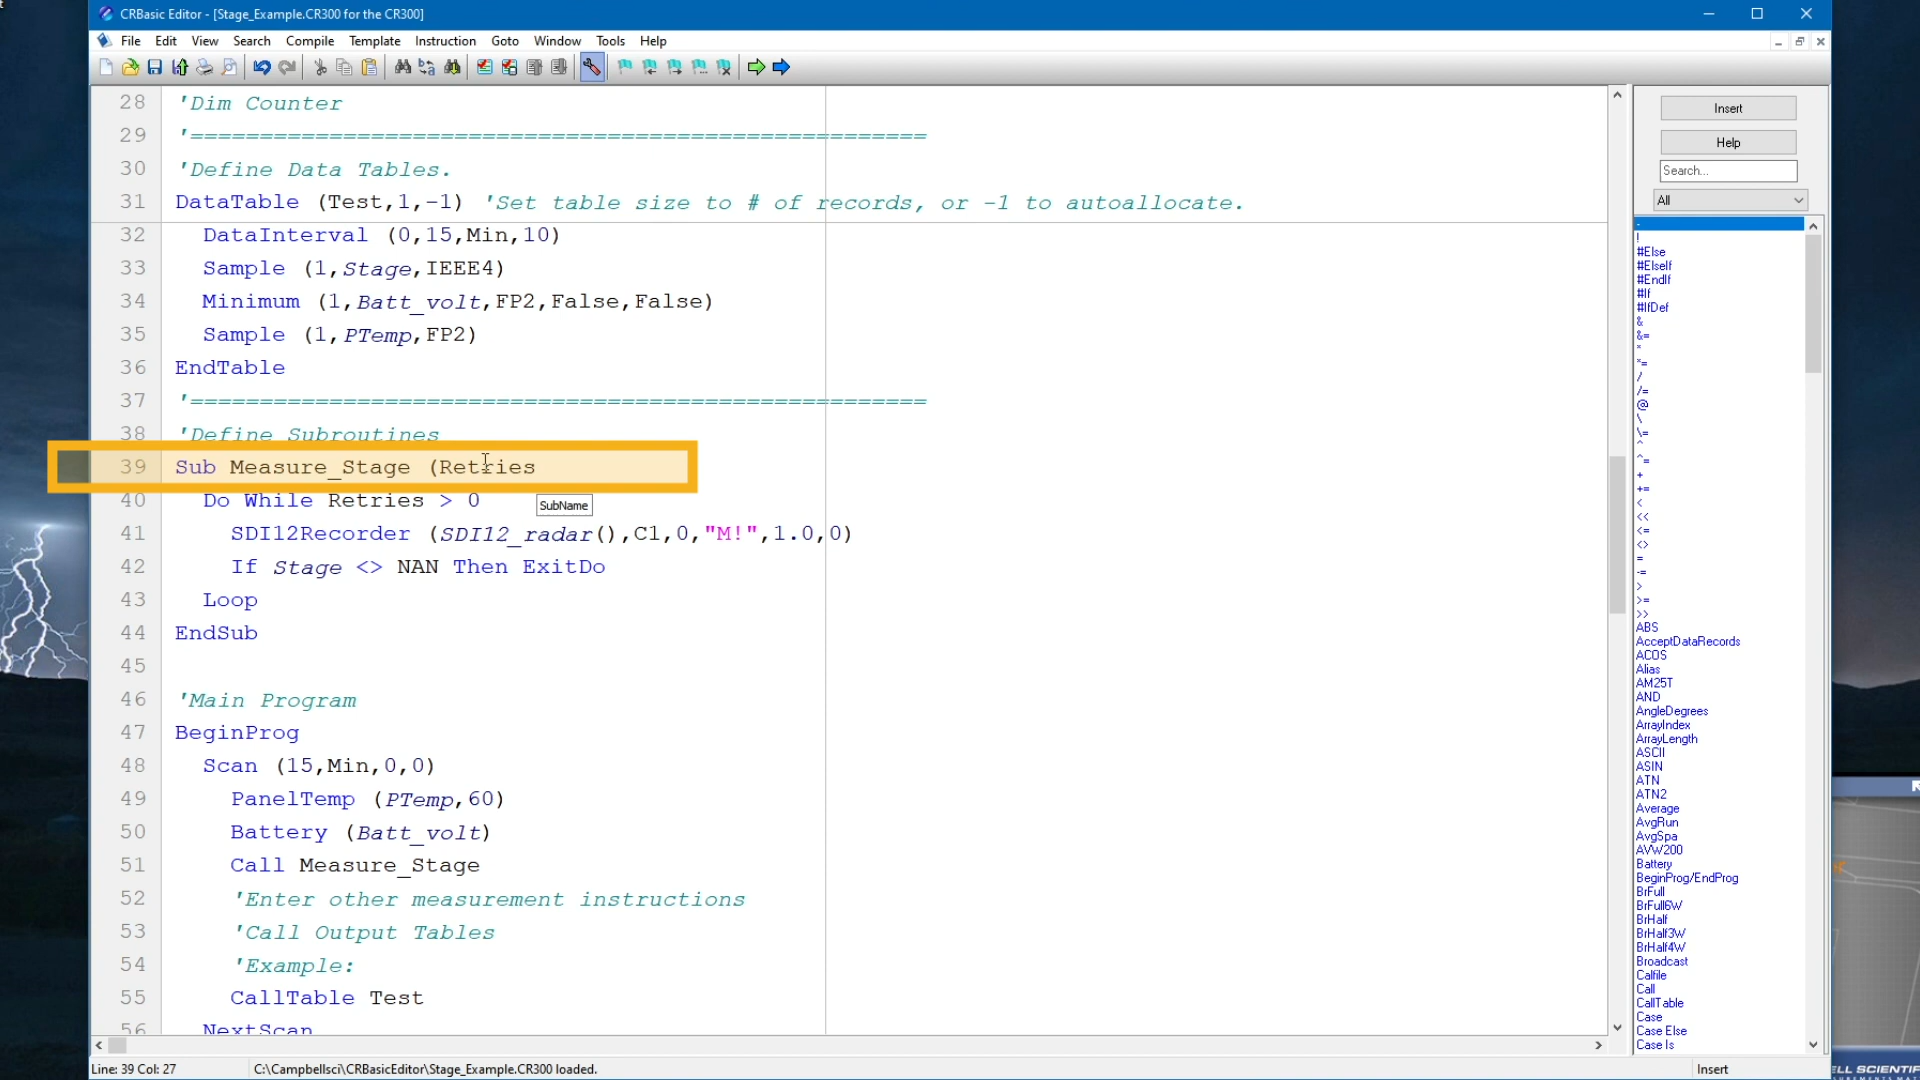 CRBasic Editor - [Stage_Example.CR300 for the CR300]
File Edit View Search Compile Template Instruction Goto Window Tools Help
28 'Dim Counter
29 '=====================================================
30 'Define Data Tables.
31 DataTable (Test,1,-1) 'Set table size to # of records, or -1 to autoallocate.
32 DataInterval (0,15,Min,10)
33 Sample (1,Stage,IEEE4)
34 Minimum (1,Batt_volt,FP2,False,False)
35 Sample (1,PTemp,FP2)
36 EndTable
37 '=====================================================
38 'Define Subroutines
39 Sub Measure_Stage (Retries
40 Do While Retries > 0
SubName
41 SDI12Recorder (SDI12_radar(),C1,0,"M!",1.0,0)
42 If Stage <> NAN Then ExitDo
43 Loop
44 EndSub
45
46 'Main Program
47 BeginProg
48 Scan (15,Min,0,0)
49 PanelTemp (PTemp,60)
50 Battery (Batt_volt)
51 Call Measure_Stage
52 'Enter other measurement instructions
53 'Call Output Tables
54 'Example:
55 CallTable Test
56 NextScan
Insert
Help
Search...
All
-
!
#Else
#ElseIf
#EndIf
#If
#IfDef
&
&=
*
*=
/
/=
@
\
\=
^
^=
+
+=
<
<<
<=
<>
=
-=
>
>=
>>
ABS
AcceptDataRecords
ACOS
Alias
AM25T
AND
AngleDegrees
ArrayIndex
ArrayLength
ASCII
ASIN
ATN
ATN2
Average
AvgRun
AvgSpa
AVW200
Battery
BeginProg/EndProg
BrFull
BrFull6W
BrHalf
BrHalf3W
BrHalf4W
Broadcast
Calfile
Call
CallTable
Case
Case Else
Case Is
Line: 39 Col: 27
C:\Campbellsci\CRBasicEditor\Stage_Example.CR300 loaded.
Insert